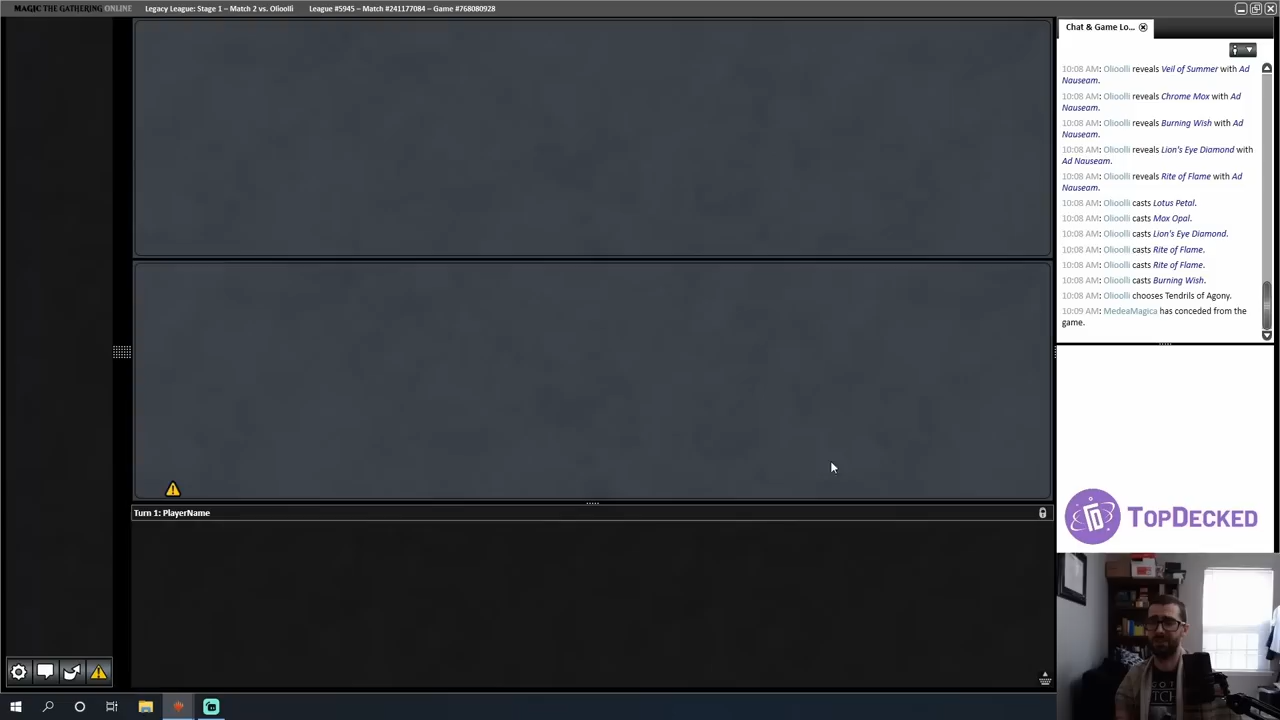 MAGIC THE GATHERING ONLINE
Legacy League: Stage 1 – Match 2 vs. Olioolli
League #5945 – Match #241177084 – Game #768080928
Chat & Game Lo...
10:08 AM: Olioolli reveals Veil of Summer with Ad
Nauseam.
10:08 AM: Olioolli reveals Chrome Mox with Ad
Nauseam.
10:08 AM: Olioolli reveals Burning Wish with Ad
Nauseam.
10:08 AM: Olioolli reveals Lion's Eye Diamond with
Ad Nauseam.
10:08 AM: Olioolli reveals Rite of Flame with Ad
Nauseam.
10:08 AM: Olioolli casts Lotus Petal.
10:08 AM: Olioolli casts Mox Opal.
10:08 AM: Olioolli casts Lion's Eye Diamond.
10:08 AM: Olioolli casts Rite of Flame.
10:08 AM: Olioolli casts Rite of Flame.
10:08 AM: Olioolli casts Burning Wish.
10:08 AM: Olioolli chooses Tendrils of Agony.
10:09 AM: MedeaMagica has conceded from the
game.
Turn 1: PlayerName
TOPDECKED